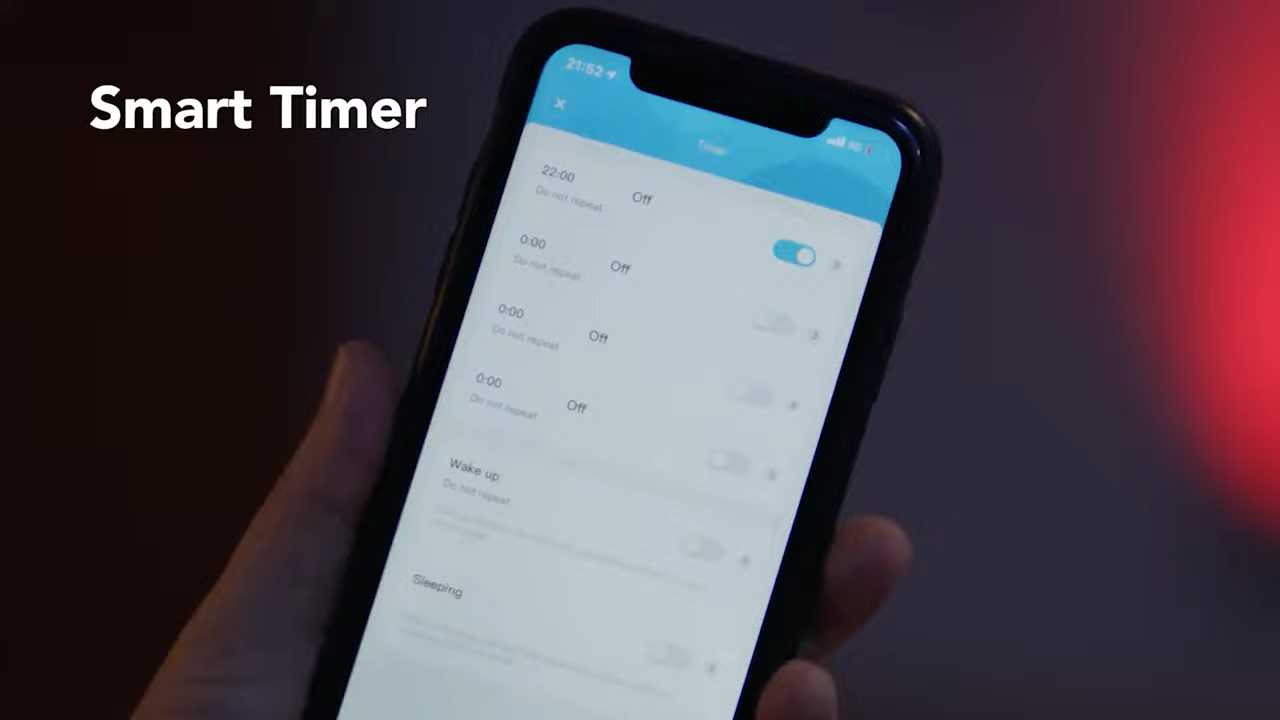 Smart Timer
21:52
Timer
22:00
Off
Do not repeat
0:00
Off
Do not repeat
0:00
Off
Do not repeat
0:00
Off
Do not repeat
Wake up
Do not repeat
Sleeping